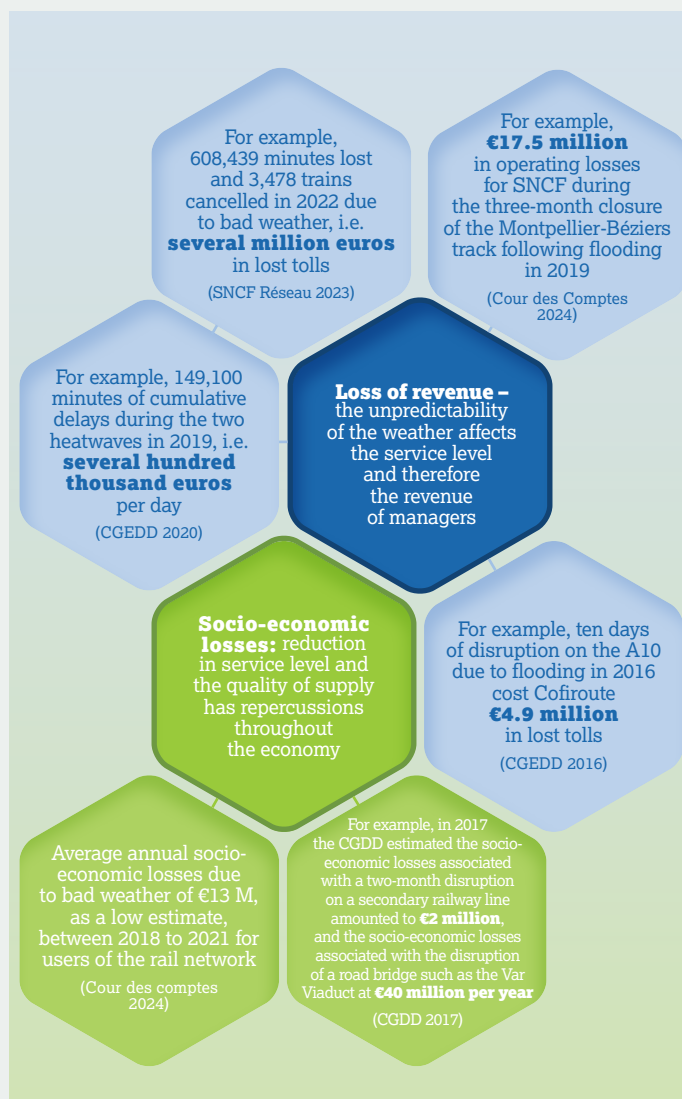 For example,
608,439 minutes lost
and 3,478 trains
cancelled in 2022 due
to bad weather, i.e.
several million euros
in lost tolls
(SNCF Réseau 2023)
For example,
€17.5 million
in operating losses
for SNCF during
the three-month closure
of the Montpellier-Béziers
track following flooding
in 2019
(Cour des Comptes
2024)
For example, 149,100
minutes of cumulative
delays during the two
heatwaves in 2019, i.e.
several hundred
thousand euros
per day
(CGEDD 2020)
Loss of revenue –
the unpredictability
of the weather affects
the service level
and therefore
the revenue
of managers
Socio-economic
losses: reduction
in service level and
the quality of supply
has repercussions
throughout
the economy
For example, ten days
of disruption on the A10
due to flooding in 2016
cost Cofiroute
€4.9 million
in lost tolls
(CGEDD 2016)
Average annual socio-
economic losses due
to bad weather of €13 M,
as a low estimate,
between 2018 to 2021 for
users of the rail network
(Cour des comptes
2024)
For example, in 2017
the CGDD estimated the socio-
economic losses associated
with a two-month disruption
on a secondary railway line
amounted to €2 million,
and the socio-economic losses
associated with the disruption
of a road bridge such as the Var
Viaduct at €40 million per year
(CGDD 2017)